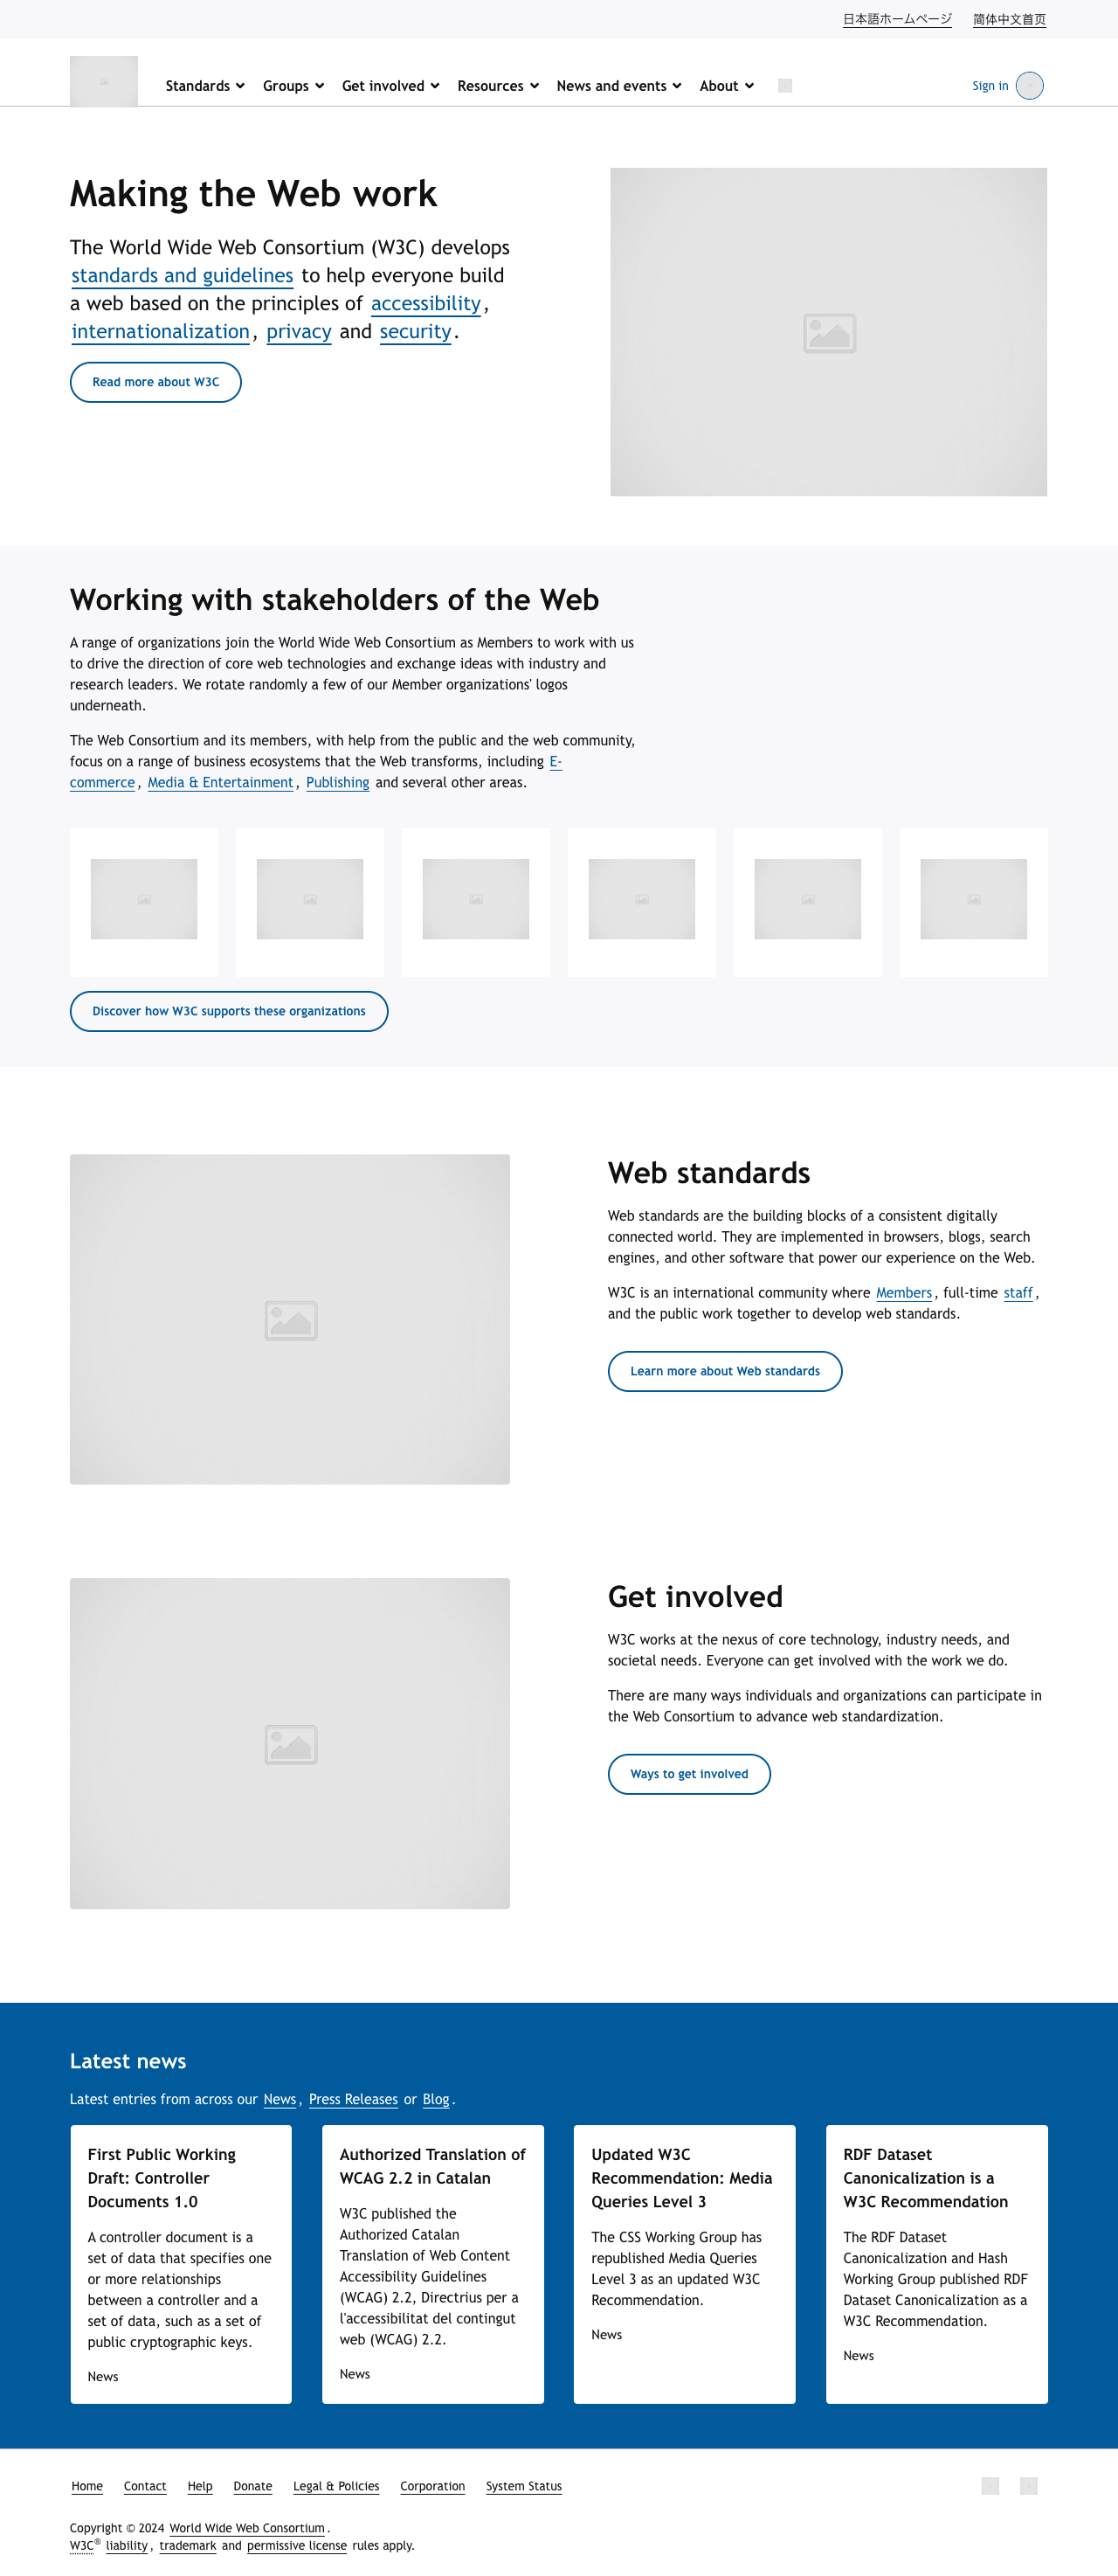 日本語ホームページ 简体中文首页
Standards Groups Get involved Resources News and events About Sign in
Making the Web work
The World Wide Web Consortium (W3C) develops
standards and guidelines to help everyone build
a web based on the principles of accessibility,
internationalization, privacy and security.
Read more about W3C
Working with stakeholders of the Web
A range of organizations join the World Wide Web Consortium as Members to work with us
to drive the direction of core web technologies and exchange ideas with industry and
research leaders. We rotate randomly a few of our Member organizations' logos
underneath.
The Web Consortium and its members, with help from the public and the web community,
focus on a range of business ecosystems that the Web transforms, including E-
commerce, Media & Entertainment, Publishing and several other areas.
Discover how W3C supports these organizations
Web standards
Web standards are the building blocks of a consistent digitally
connected world. They are implemented in browsers, blogs, search
engines, and other software that power our experience on the Web.
W3C is an international community where Members, full-time staff,
and the public work together to develop web standards.
Learn more about Web standards
Get involved
W3C works at the nexus of core technology, industry needs, and
societal needs. Everyone can get involved with the work we do.
There are many ways individuals and organizations can participate in
the Web Consortium to advance web standardization.
Ways to get involved
Latest news
Latest entries from across our News, Press Releases or Blog.
First Public Working
Draft: Controller
Documents 1.0
A controller document is a
set of data that specifies one
or more relationships
between a controller and a
set of data, such as a set of
public cryptographic keys.
News
Authorized Translation of
WCAG 2.2 in Catalan
W3C published the
Authorized Catalan
Translation of Web Content
Accessibility Guidelines
(WCAG) 2.2, Directrius per a
l'accessibilitat del contingut
web (WCAG) 2.2.
News
Updated W3C
Recommendation: Media
Queries Level 3
The CSS Working Group has
republished Media Queries
Level 3 as an updated W3C
Recommendation.
News
RDF Dataset
Canonicalization is a
W3C Recommendation
The RDF Dataset
Canonicalization and Hash
Working Group published RDF
Dataset Canonicalization as a
W3C Recommendation.
News
Home Contact Help Donate Legal & Policies Corporation System Status
Copyright © 2024 World Wide Web Consortium.
W3C® liability, trademark and permissive license rules apply.